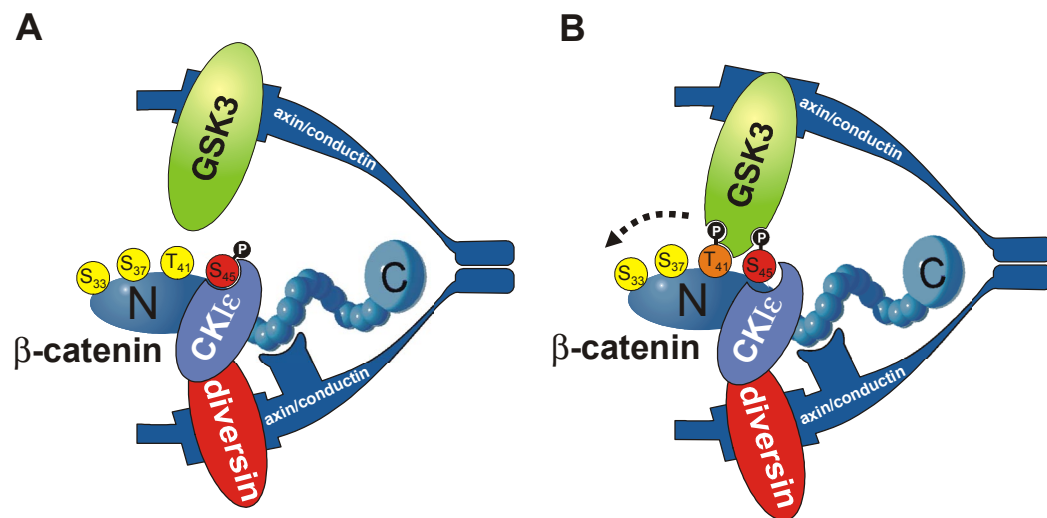 A
GSK3
axin/conductin
P
S33
S37
T41
S45
N
C
CKIε
β-catenin
diversin
axin/conductin
B
GSK3
axin/conductin
P
P
S33
S37
T41
S45
N
C
CKIε
β-catenin
diversin
axin/conductin